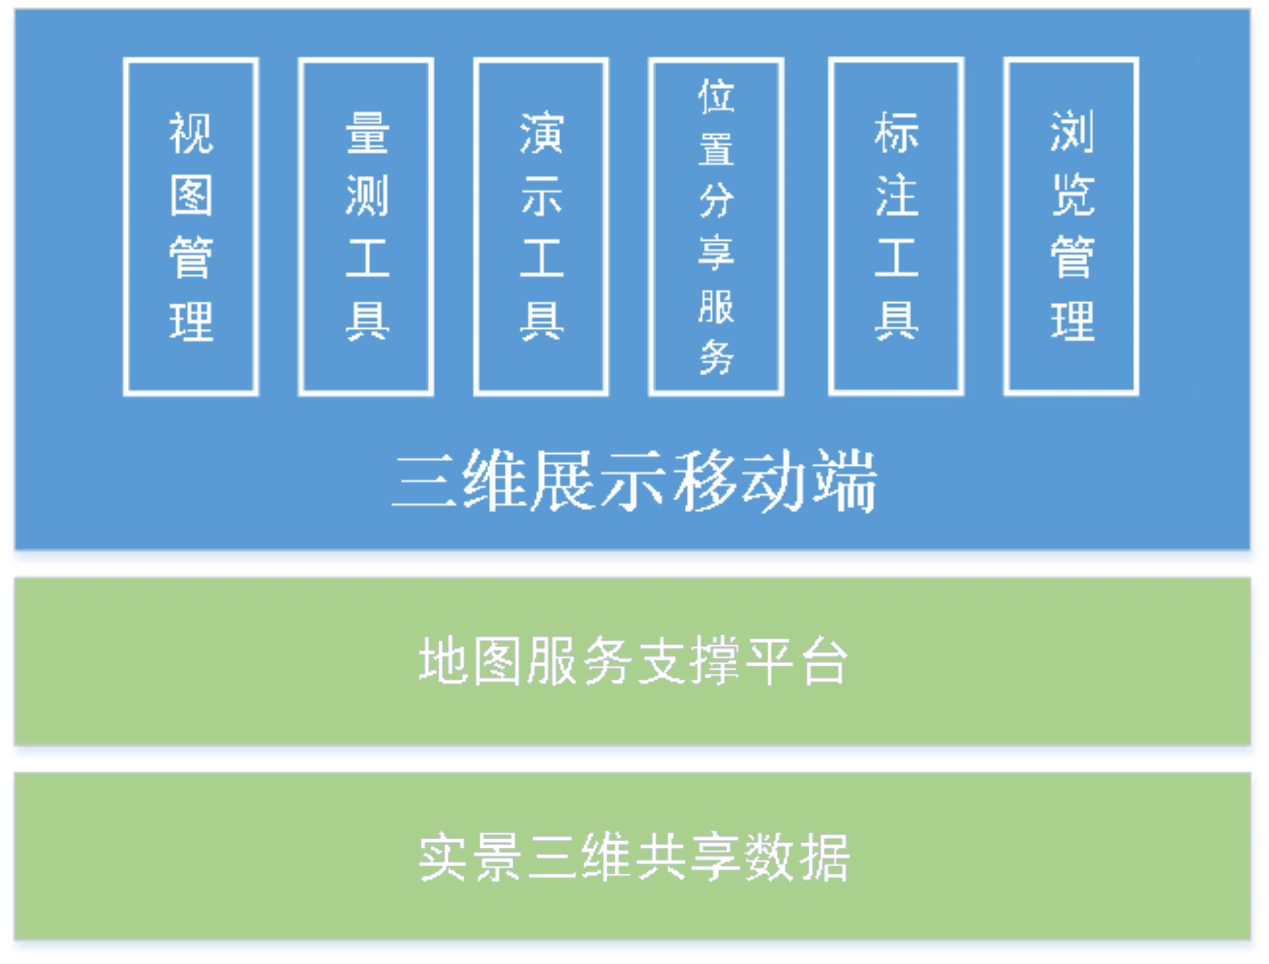 视图管理
量测工具
演示工具
位置分享服务
标注工具
浏览管理
三维展示移动端
地图服务支撑平台
实景三维共享数据